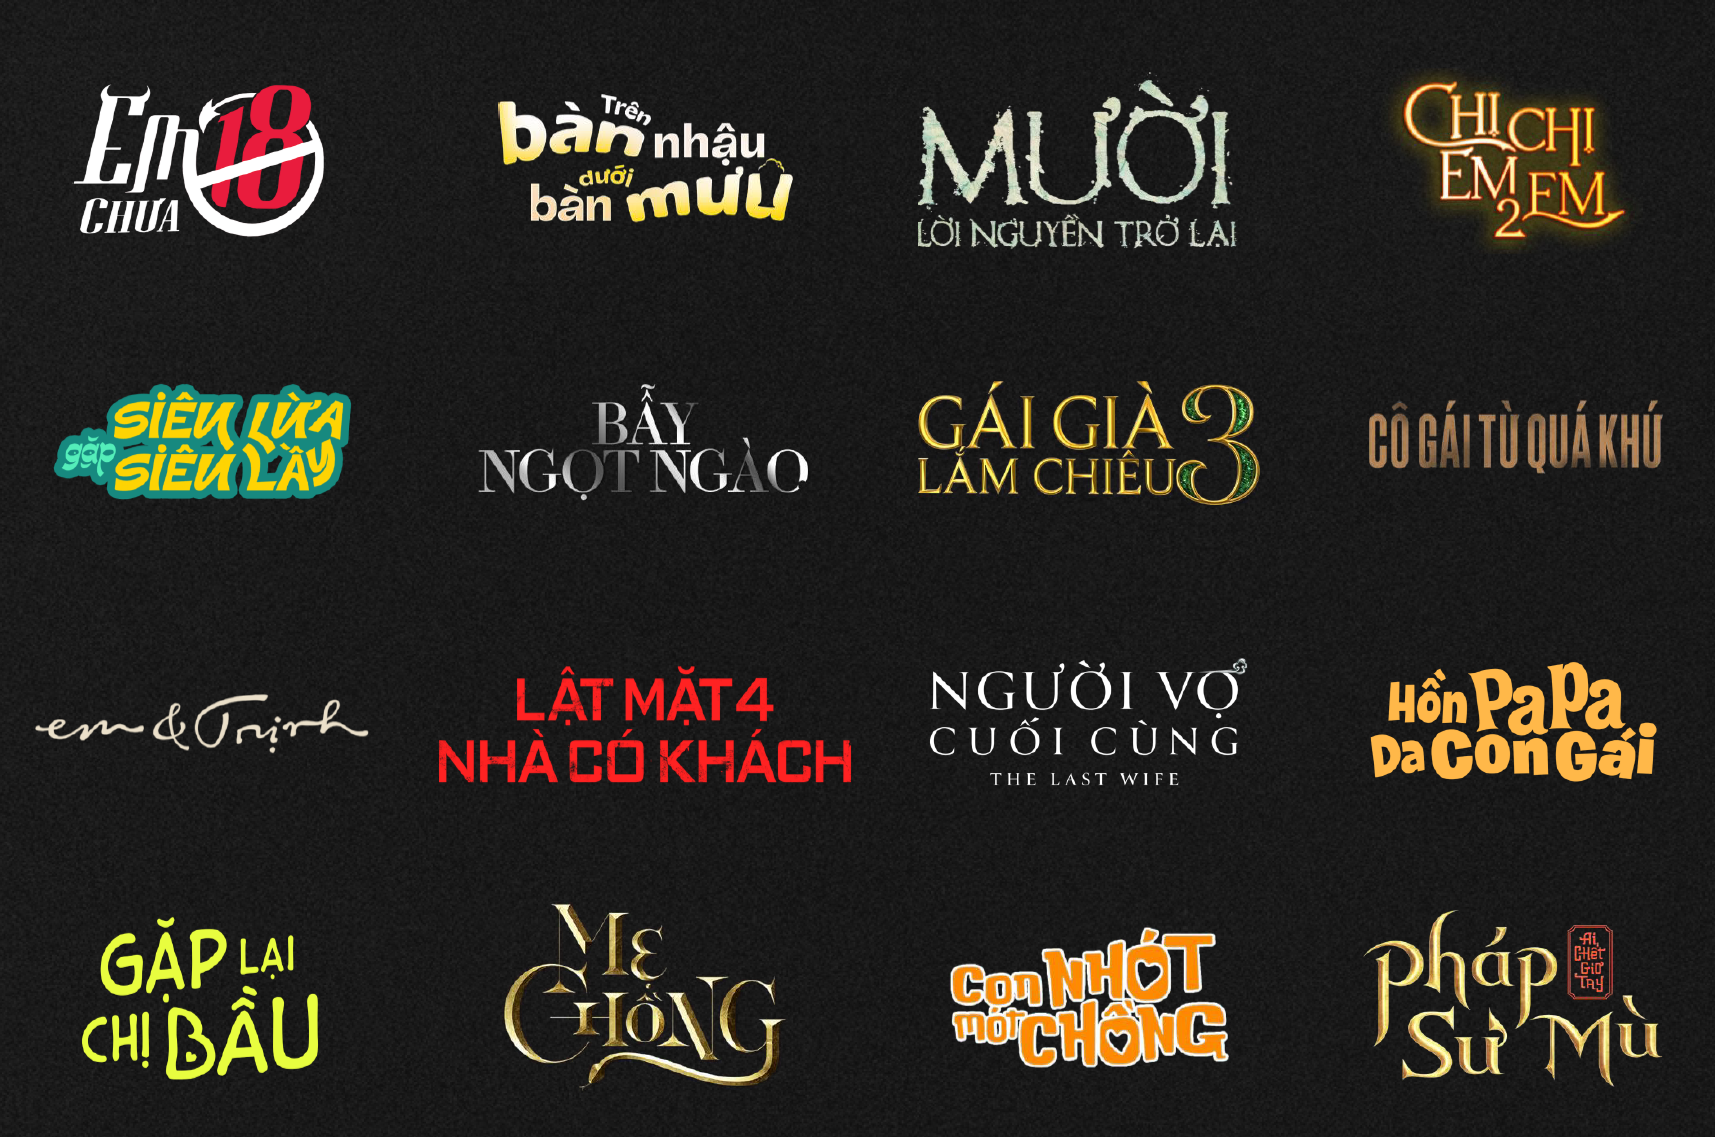 Em 18
CHƯA
Trên
bàn nhậu
dưới
bàn mưu
MƯỜI
LỜI NGUYỀN TRỞ LẠI
CHỊ CHỊ
EM 2 EM
SIÊU LỪA
gặp SIÊU LẦY
BẪY
NGỌT NGÀO
GÁI GIÀ
LẮM CHIÊU 3
CÔ GÁI TỪ QUÁ KHỨ
em & Trịnh
LẬT MẶT 4
NHÀ CÓ KHÁCH
NGƯỜI VỢ
CUỐI CÙNG
THE LAST WIFE
Hồn PaPa
Da Con Gái
GẶP LẠI
CHỊ BẦU
MẸ
CHỒNG
Con NHÓT
MÓT CHỒNG
Pháp
Sư Mù
Ai
Chết
Giơ
Tay